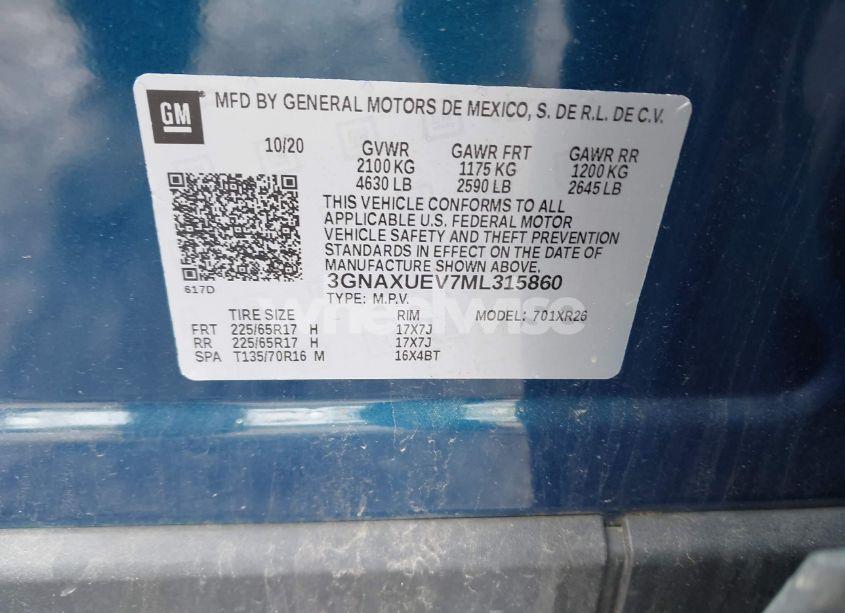 GM
MFD BY GENERAL MOTORS DE MEXICO, S. DE R.L. DE C.V.
10/20 GVWR GAWR FRT GAWR RR
2100 KG 1175 KG 1200 KG
4630 LB 2590 LB 2645 LB
THIS VEHICLE CONFORMS TO ALL
APPLICABLE U.S. FEDERAL MOTOR
VEHICLE SAFETY AND THEFT PREVENTION
STANDARDS IN EFFECT ON THE DATE OF
MANUFACTURE SHOWN ABOVE.
617D 3GNAXUEV7ML315860
TYPE: M.P.V.
wheelwise
TIRE SIZE RIM MODEL: 701XR26
FRT 225/65R17 H 17X7J
RR 225/65R17 H 17X7J
SPA T135/70R16 M 16X4BT